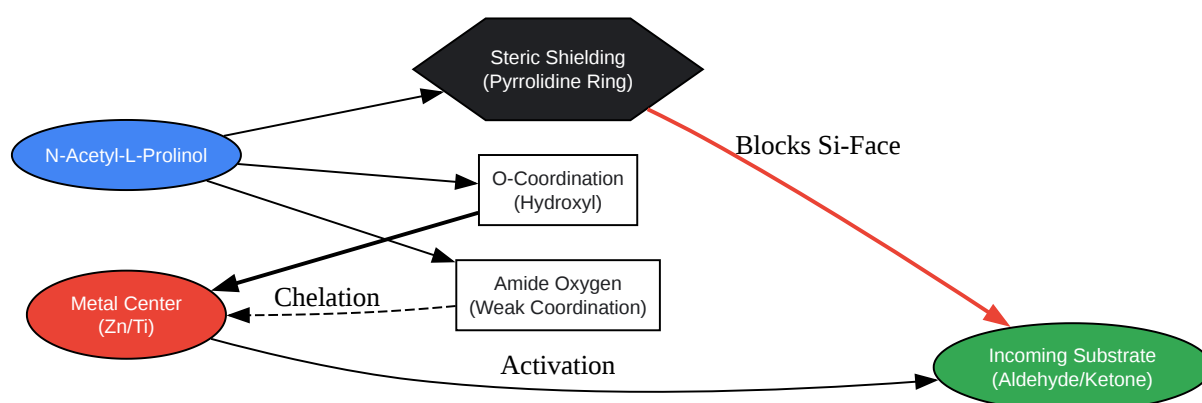 Steric Shielding
(Pyrrolidine Ring)
Blocks Si-Face
N-Acetyl-L-Prolinol
O-Coordination
(Hydroxyl)
Amide Oxygen
(Weak Coordination)
Chelation
Metal Center
(Zn/Ti)
Activation
Incoming Substrate
(Aldehyde/Ketone)